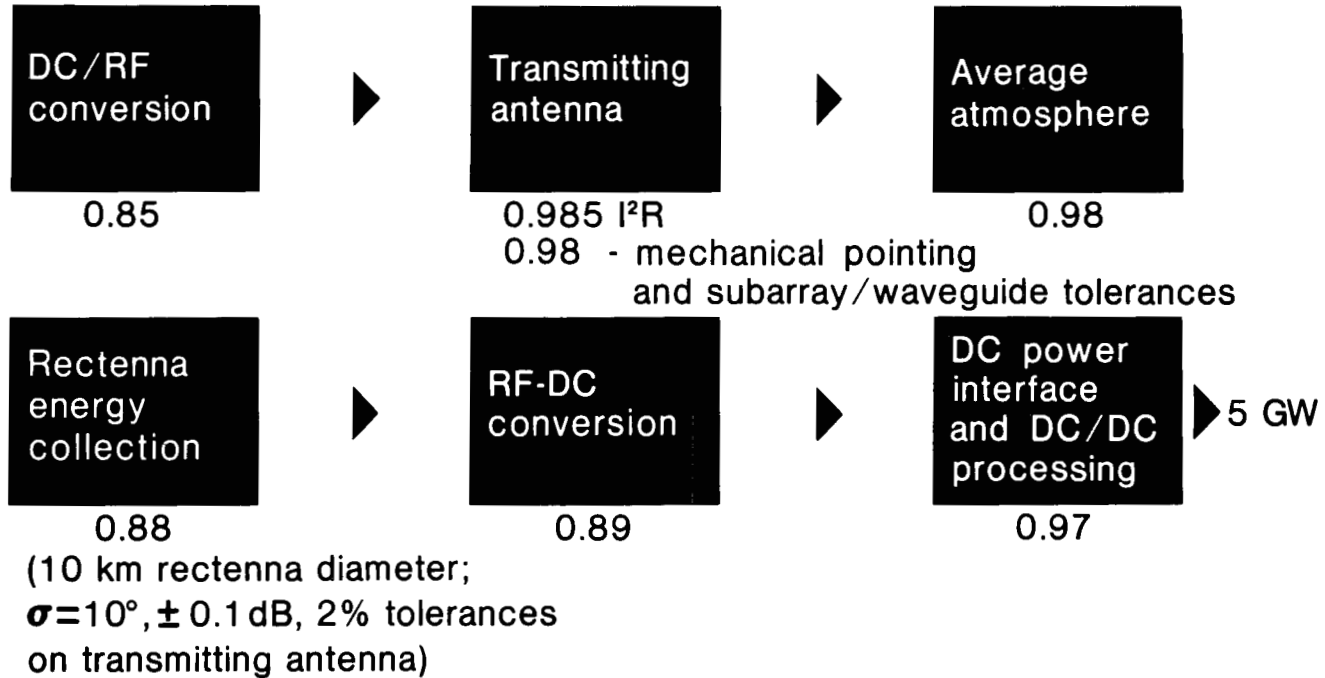 DC/RF
conversion
Transmitting
antenna
Average
atmosphere
0.85
0.985 I²R
0.98 - mechanical pointing
and subarray/waveguide tolerances
0.98
Rectenna
energy
collection
RF-DC
conversion
DC power
interface
and DC/DC
processing
5 GW
0.88
(10 km rectenna diameter;
σ=10°, ± 0.1 dB, 2% tolerances
on transmitting antenna)
0.89
0.97